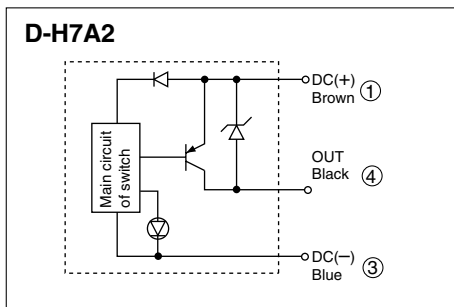 D-H7A2
DC(+)
Brown ①
Main circuit
of switch
OUT
Black ④
DC(−)
Blue ③